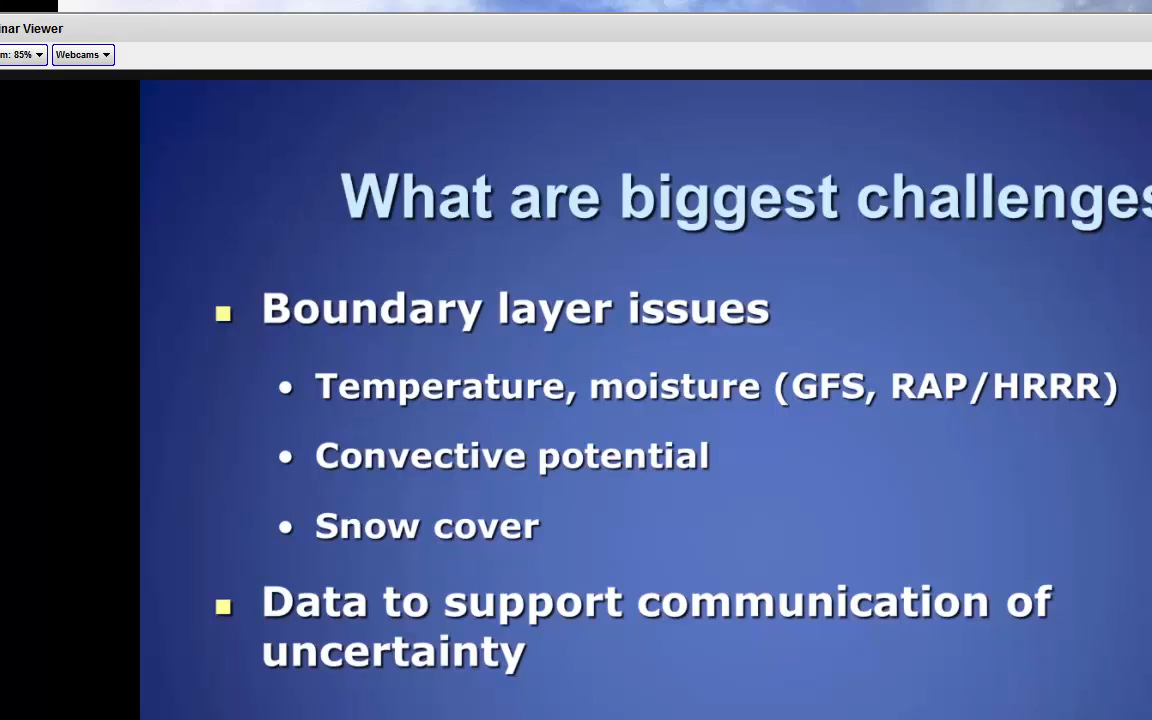 nar Viewer
m: 85% Webcams
What are biggest challenges
Boundary layer issues
• Temperature, moisture (GFS, RAP/HRRR)
• Convective potential
• Snow cover
Data to support communication of
uncertainty